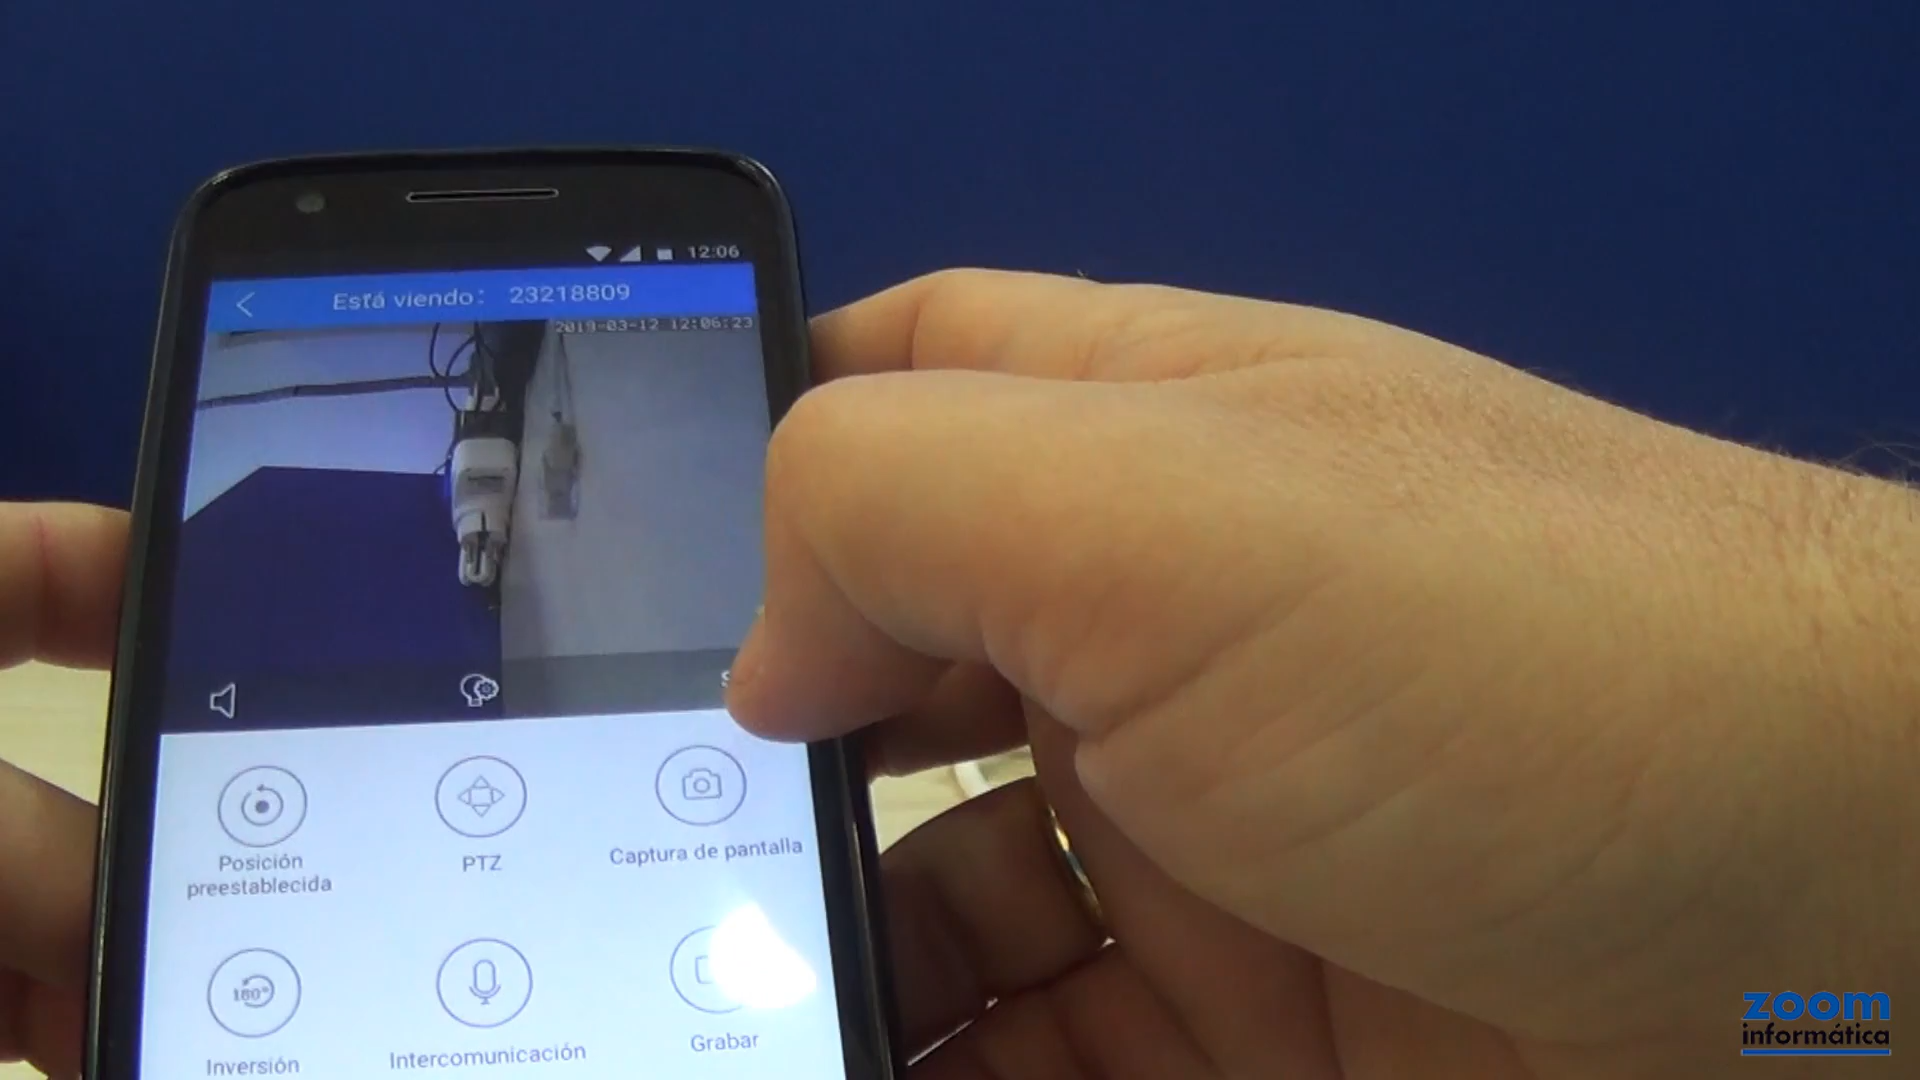 12:06
Está viendo: 23218809
2019-03-12 12:06:23
Posición
preestablecida
PTZ
Captura de pantalla
180°
Inversión
Intercomunicación
Grabar
zoom
informática